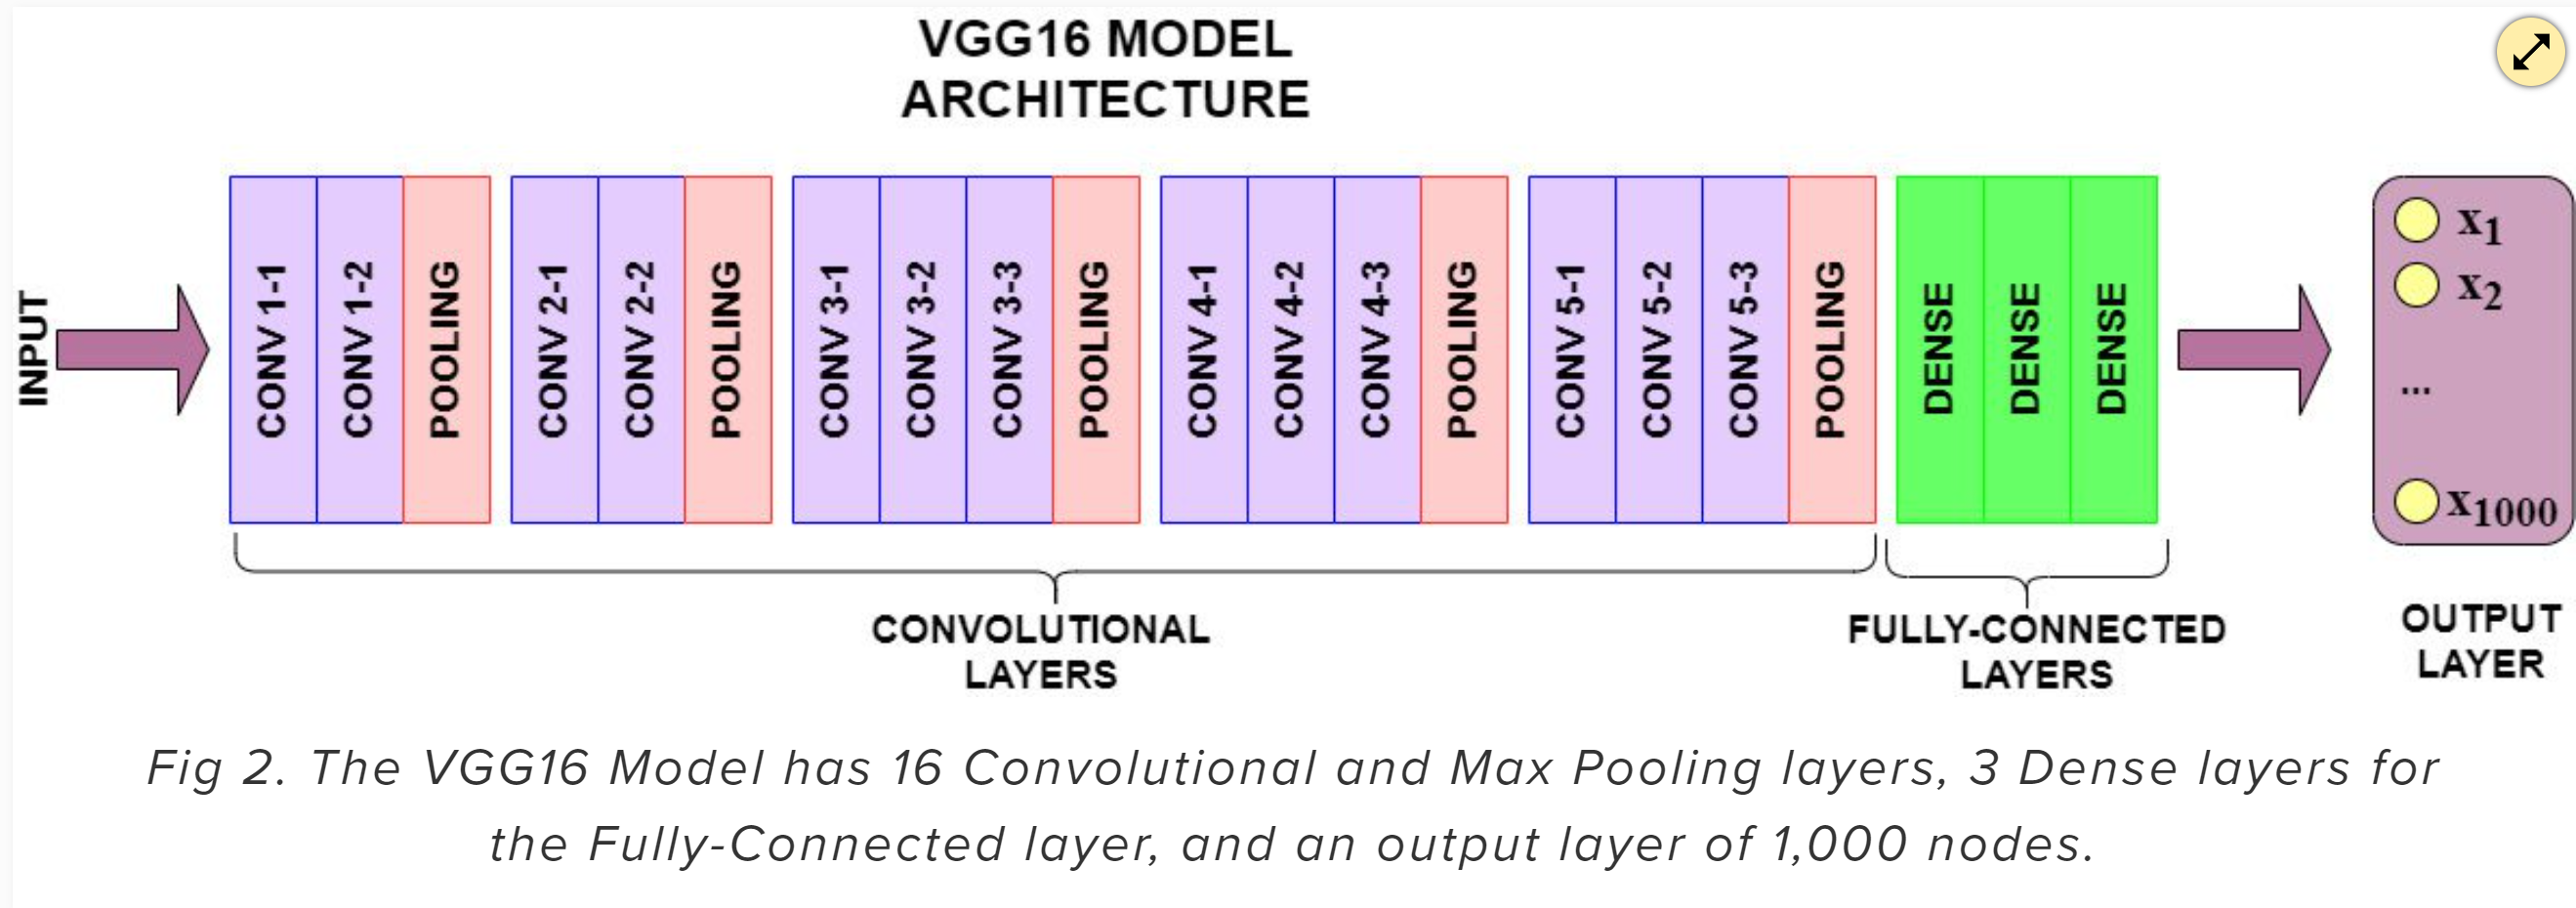 VGG16 MODEL
ARCHITECTURE
INPUT
CONV 1-1
CONV 1-2
POOLING
CONV 2-1
CONV 2-2
POOLING
CONV 3-1
CONV 3-2
CONV 3-3
POOLING
CONV 4-1
CONV 4-2
CONV 4-3
POOLING
CONV 5-1
CONV 5-2
CONV 5-3
POOLING
DENSE
DENSE
DENSE
x1
x2
...
x1000
CONVOLUTIONAL
LAYERS
FULLY-CONNECTED
LAYERS
OUTPUT
LAYER
Fig 2. The VGG16 Model has 16 Convolutional and Max Pooling layers, 3 Dense layers for
the Fully-Connected layer, and an output layer of 1,000 nodes.